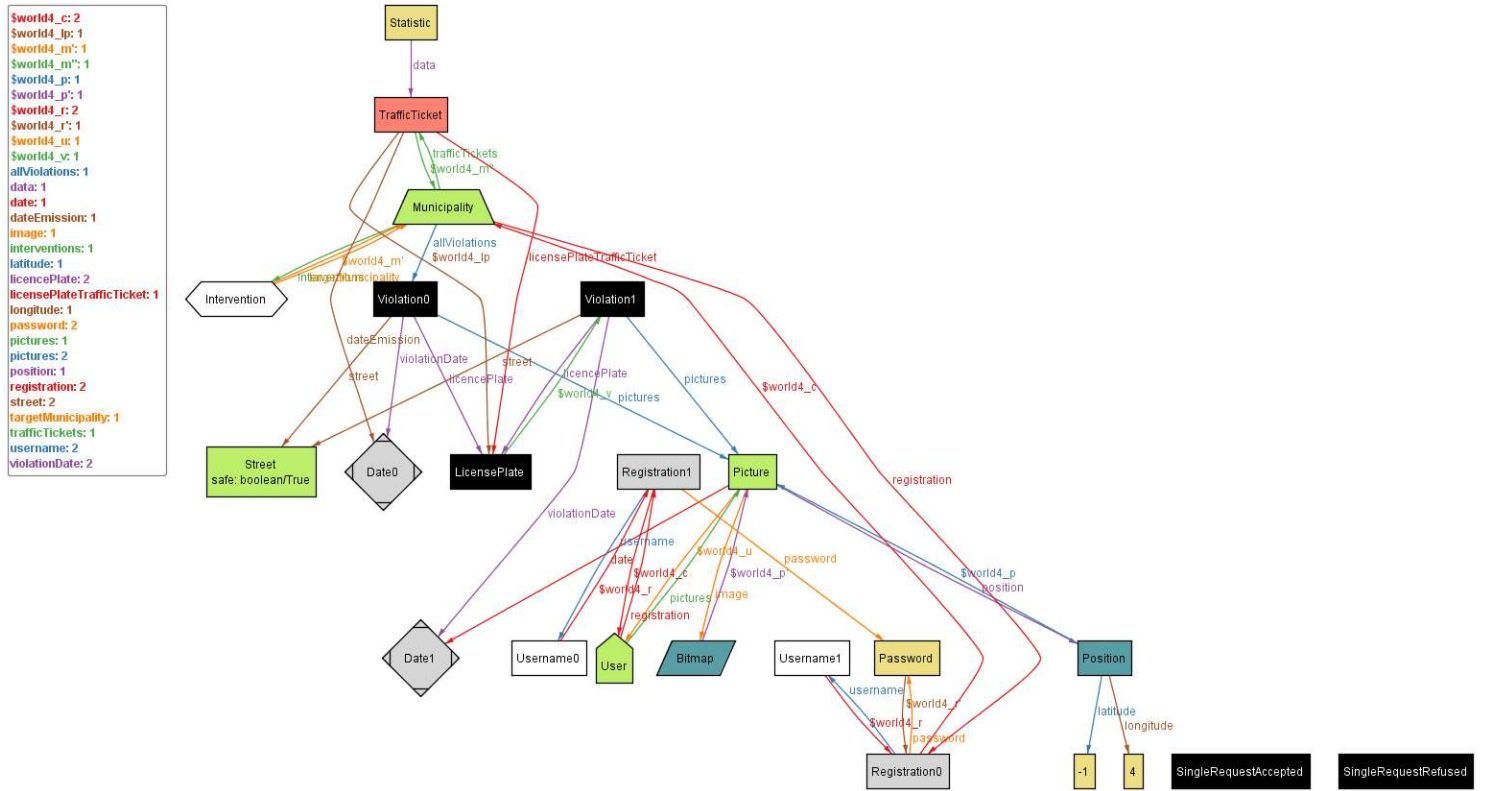 $world4_c: 2
$world4_lp: 1
$world4_m': 1
$world4_m'': 1
$world4_p: 1
$world4_p': 1
$world4_r: 2
$world4_r': 1
$world4_u: 1
$world4_v: 1
allViolations: 1
data: 1
date: 1
dateEmission: 1
image: 1
interventions: 1
latitude: 1
licencePlate: 2
licensePlateTrafficTicket: 1
longitude: 1
password: 2
pictures: 1
pictures: 2
position: 1
registration: 2
street: 2
targetMunicipality: 1
trafficTickets: 1
username: 2
violationDate: 2
Statistic
data
TrafficTicket
trafficTickets
$world4_m''
Municipality
allViolations
$world4_lp
licensePlateTrafficTicket
$world4_m'
interventions
targetMunicipality
Intervention
Violation0
Violation1
dateEmission
violationDate
street
street
licencePlate
licencePlate
$world4_v
pictures
pictures
$world4_c
Street
safe: boolean/True
Date0
LicensePlate
Registration1
Picture
registration
violationDate
username
date
$world4_u
password
$world4_c
$world4_p'
$world4_p
position
$world4_r
pictures
image
registration
Date1
Username0
User
Bitmap
Username1
Password
Position
username
$world4_r'
$world4_r
password
latitude
longitude
Registration0
-1
4
SingleRequestAccepted
SingleRequestRefused